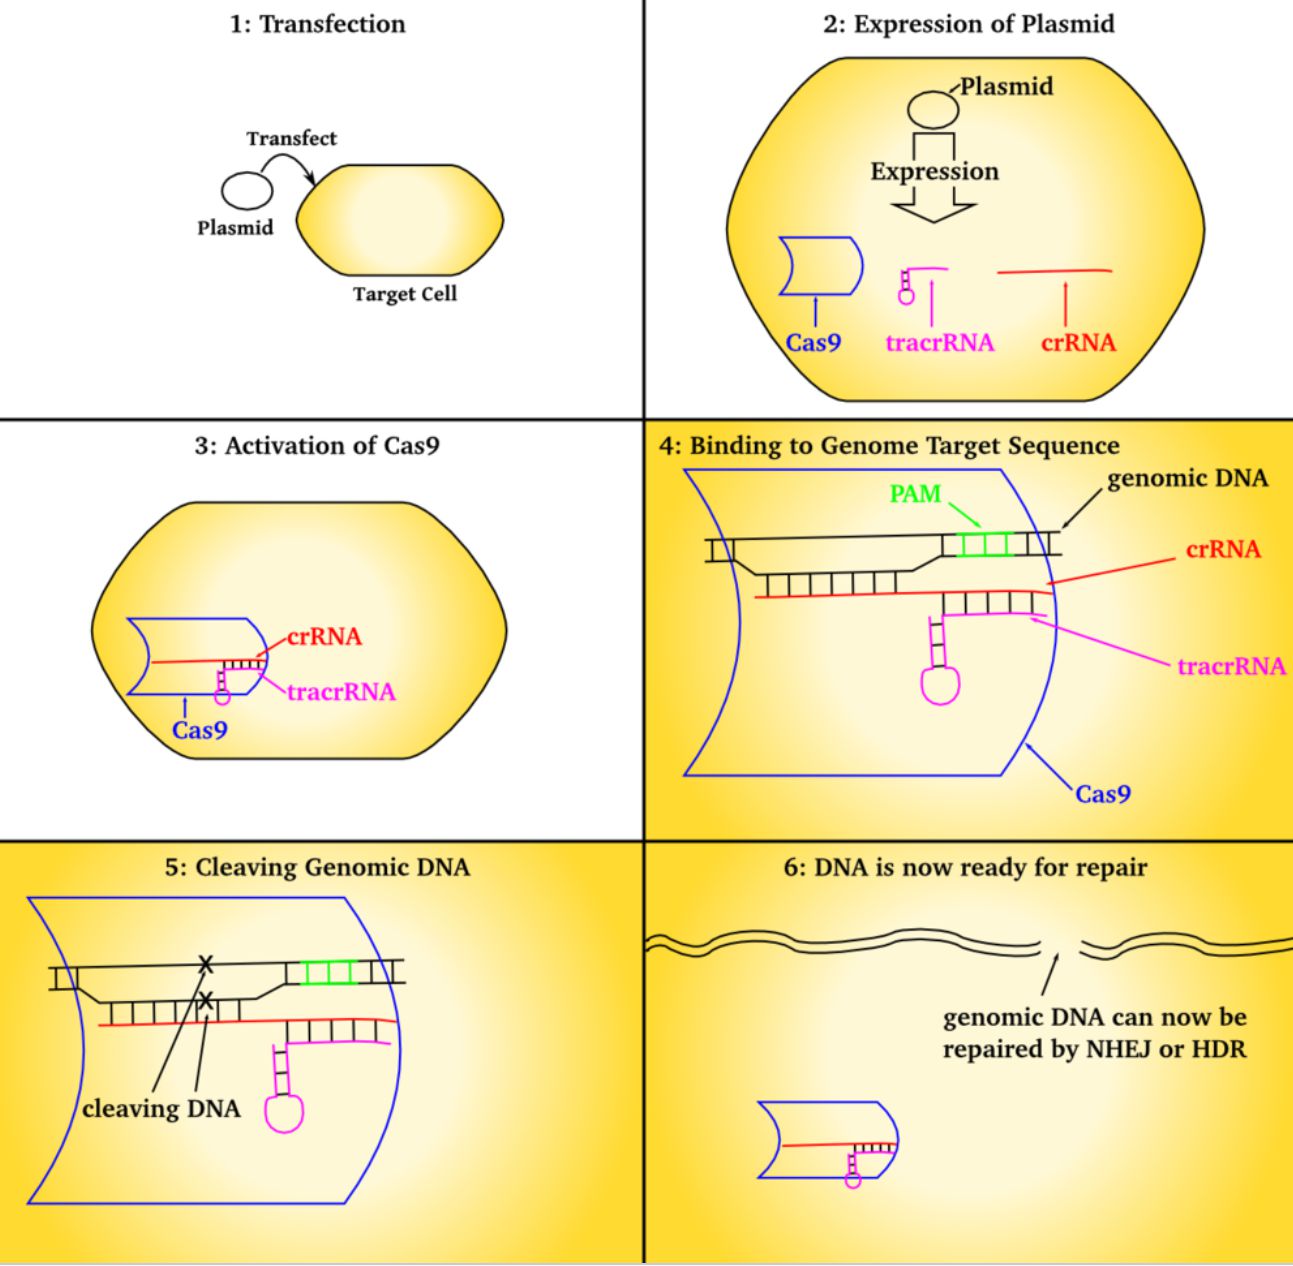 1: Transfection
Transfect
Plasmid
Target Cell
2: Expression of Plasmid
Plasmid
Expression
Cas9
tracrRNA
crRNA
3: Activation of Cas9
crRNA
tracrRNA
Cas9
4: Binding to Genome Target Sequence
PAM
genomic DNA
crRNA
tracrRNA
Cas9
5: Cleaving Genomic DNA
X
X
cleaving DNA
6: DNA is now ready for repair
genomic DNA can now be
repaired by NHEJ or HDR